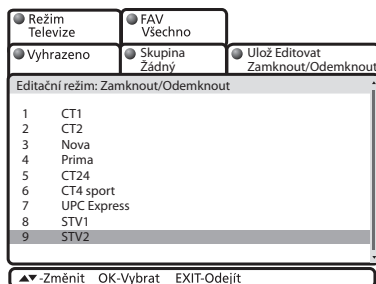 Režim
Televize
FAV
Všechno
Vyhrazeno
Skupina
Žádný
Ulož Editovat
Zamknout/Odemknout
Editační režim: Zamknout/Odemknout
1 CT1
2 CT2
3 Nova
4 Prima
5 CT24
6 CT4 sport
7 UPC Express
8 STV1
9 STV2
▲▼-Změnit OK-Vybrat EXIT-Odejít